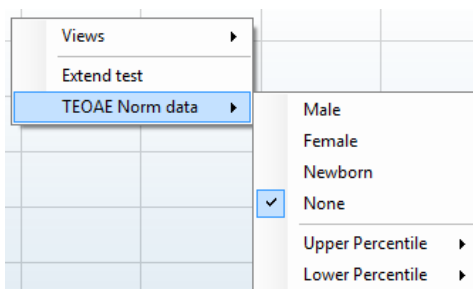 Views
Extend test
TEOAE Norm data
Male
Female
Newborn
None
Upper Percentile
Lower Percentile